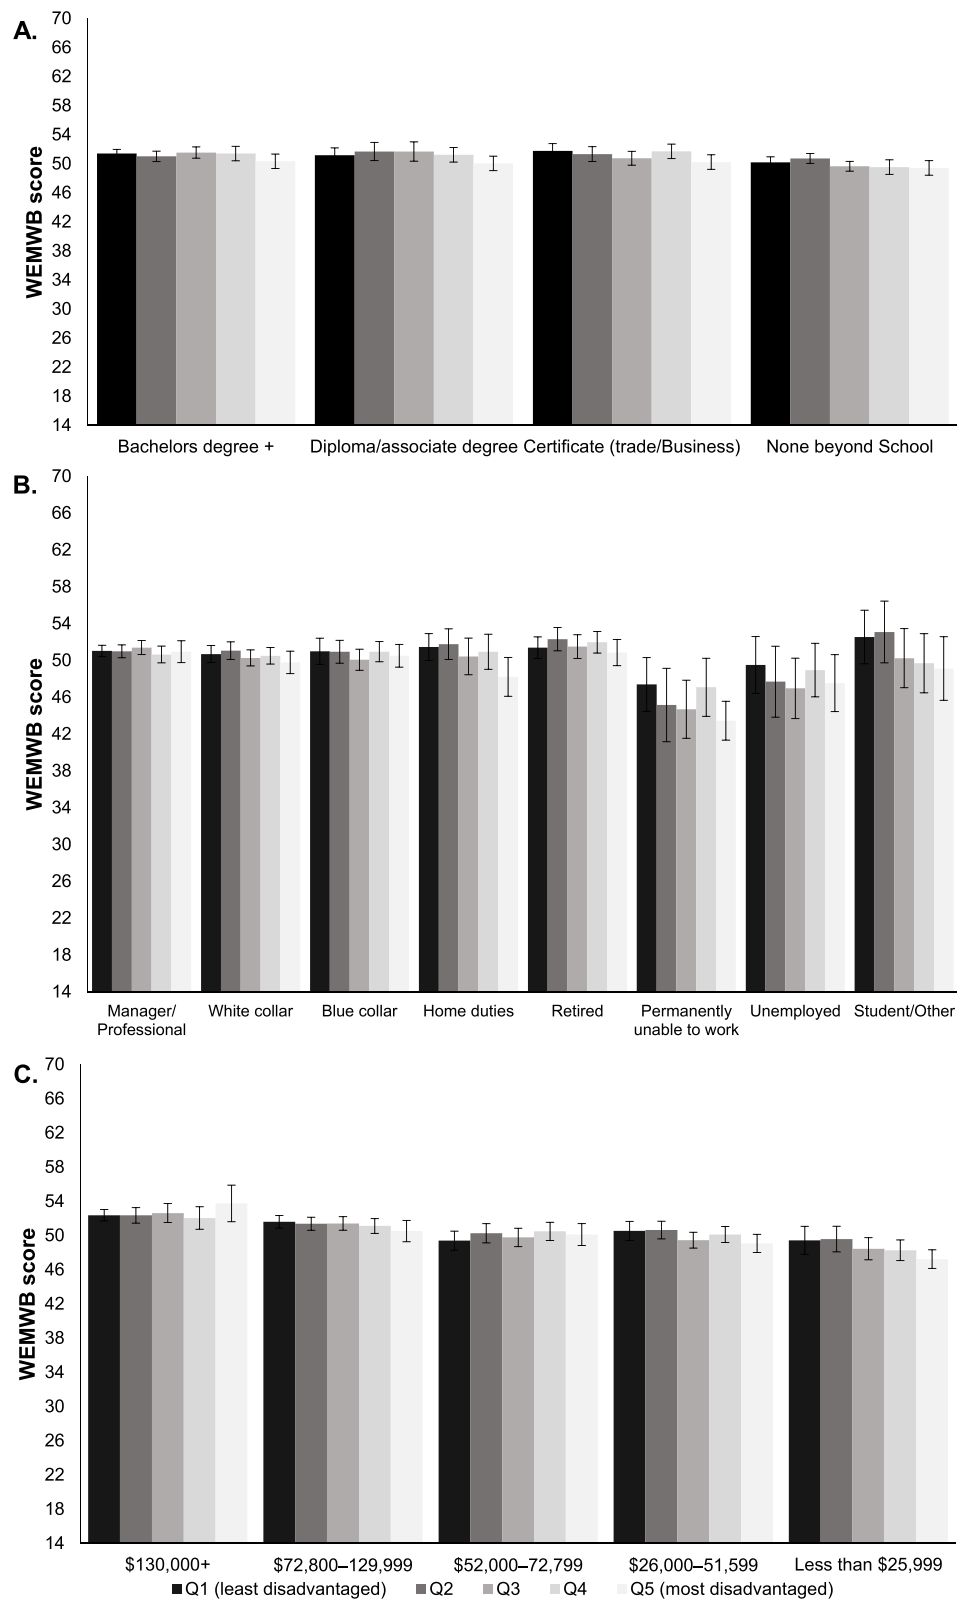 A.
WEMWB score
70
66
62
58
54
50
46
42
38
34
30
26
22
18
14
Bachelors degree +
Diploma/associate degree
Certificate (trade/Business)
None beyond School
B.
WEMWB score
70
66
62
58
54
50
46
42
38
34
30
26
22
18
14
Manager/
Professional
White collar
Blue collar
Home duties
Retired
Permanently
unable to work
Unemployed
Student/Other
C.
WEMWB score
70
66
62
58
54
50
46
42
38
34
30
26
22
18
14
$130,000+
$72,800–129,999
$52,000–72,799
$26,000–51,599
Less than $25,999
Q1 (least disadvantaged)
Q2
Q3
Q4
Q5 (most disadvantaged)